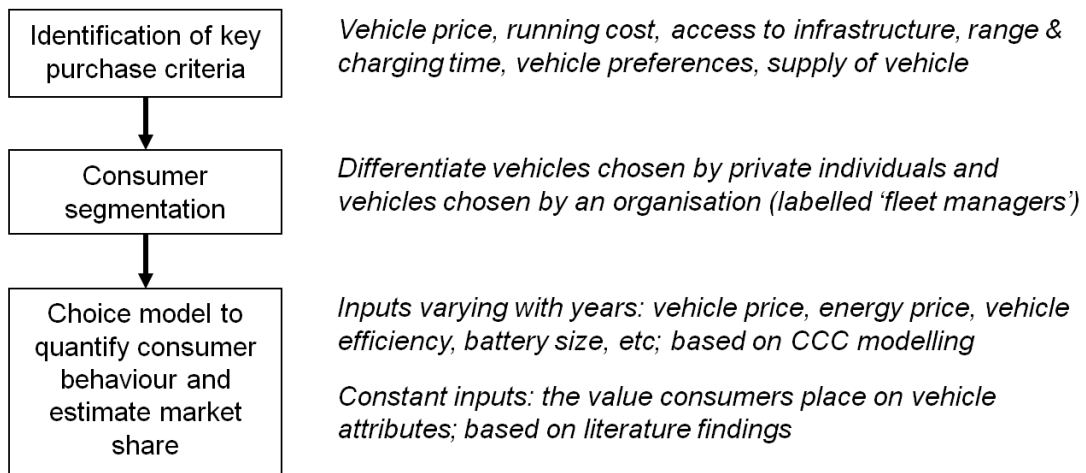 Identification of key
purchase criteria
Vehicle price, running cost, access to infrastructure, range &
charging time, vehicle preferences, supply of vehicle
Consumer
segmentation
Differentiate vehicles chosen by private individuals and
vehicles chosen by an organisation (labelled ‘fleet managers’)
Choice model to
quantify consumer
behaviour and
estimate market
share
Inputs varying with years: vehicle price, energy price, vehicle
efficiency, battery size, etc; based on CCC modelling
Constant inputs: the value consumers place on vehicle
attributes; based on literature findings